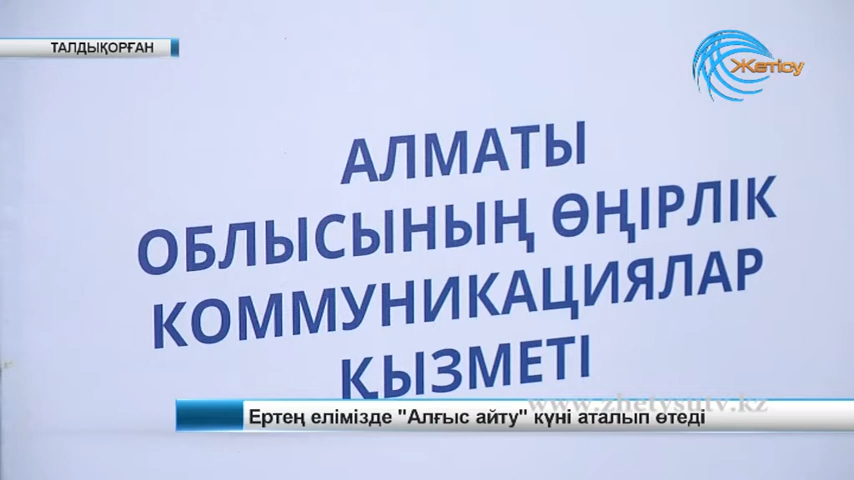 ТАЛДЫҚОРҒАН
Жетісу
АЛМАТЫ
ОБЛЫСЫНЫҢ ӨҢІРЛІК
КОММУНИКАЦИЯЛАР
ҚЫЗМЕТІ
www.zhetysutv.kz
Ертең елімізде "Алғыс айту" күні аталып өтеді